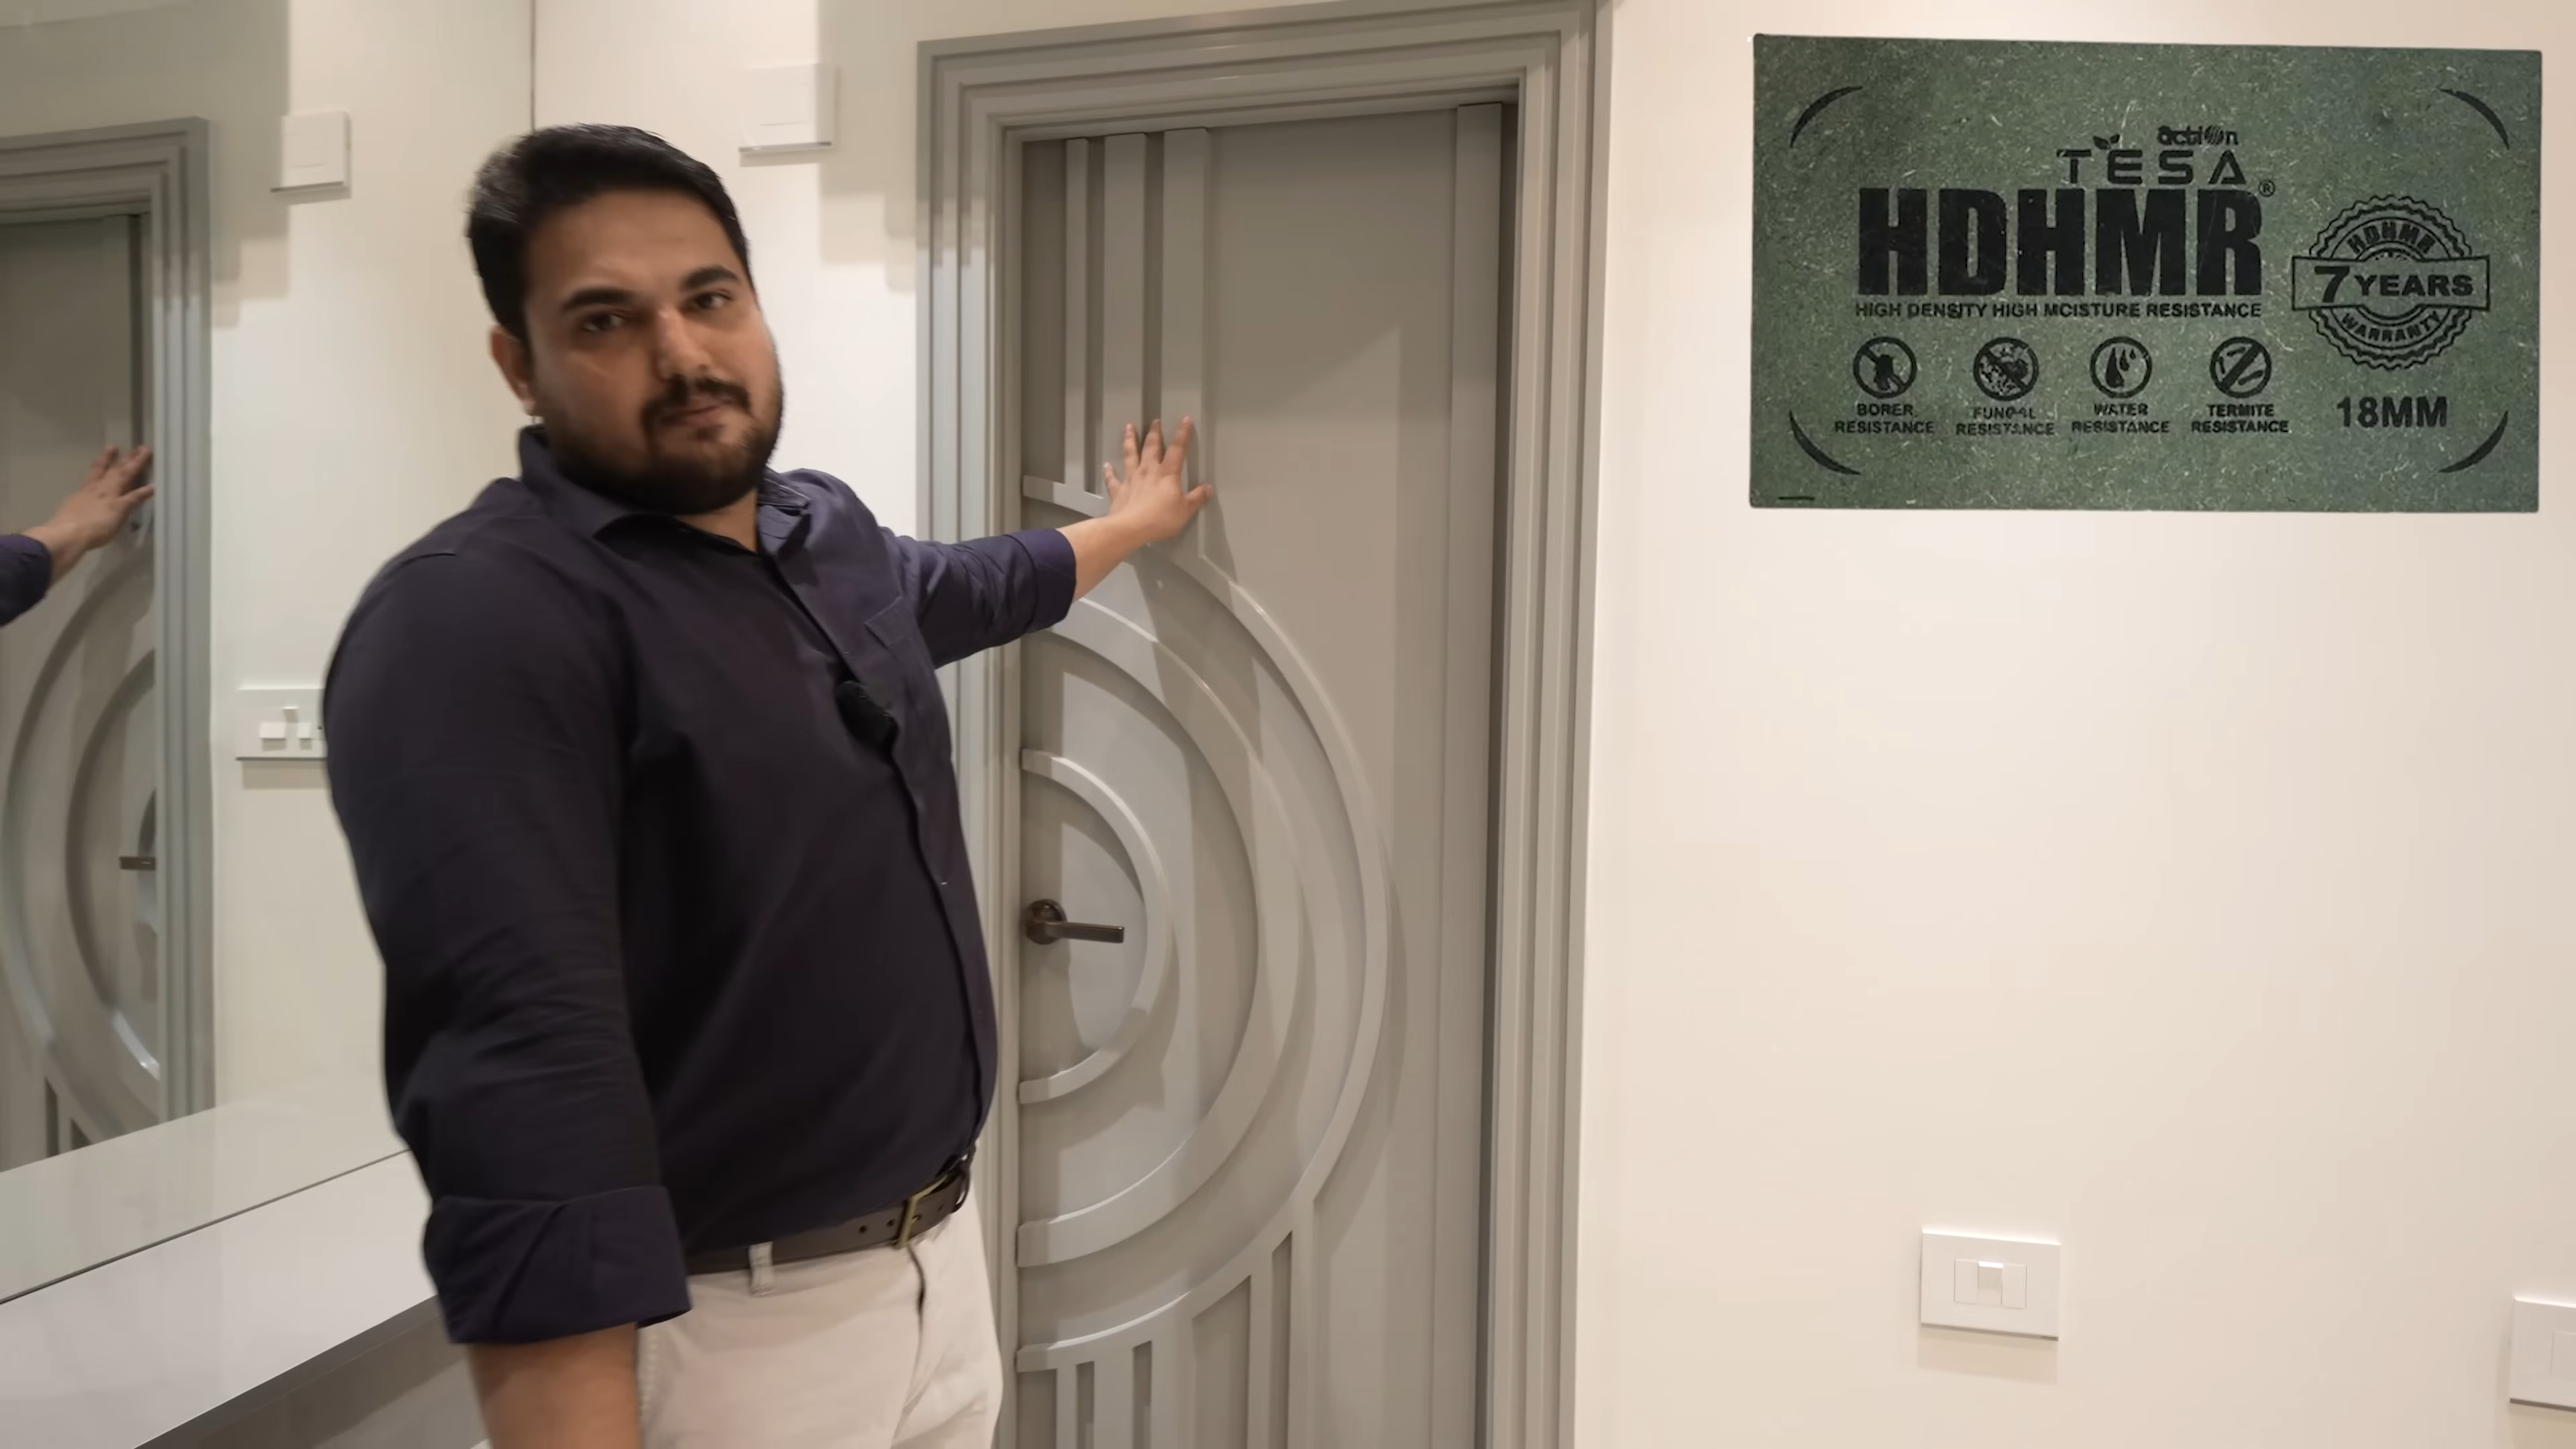 action
TESA
HDHMR®
HIGH DENSITY HIGH MOISTURE RESISTANCE
HDHMR
7 YEARS
WARRANTY
BORER
RESISTANCE
FUNGAL
RESISTANCE
WATER
RESISTANCE
TERMITE
RESISTANCE
18MM